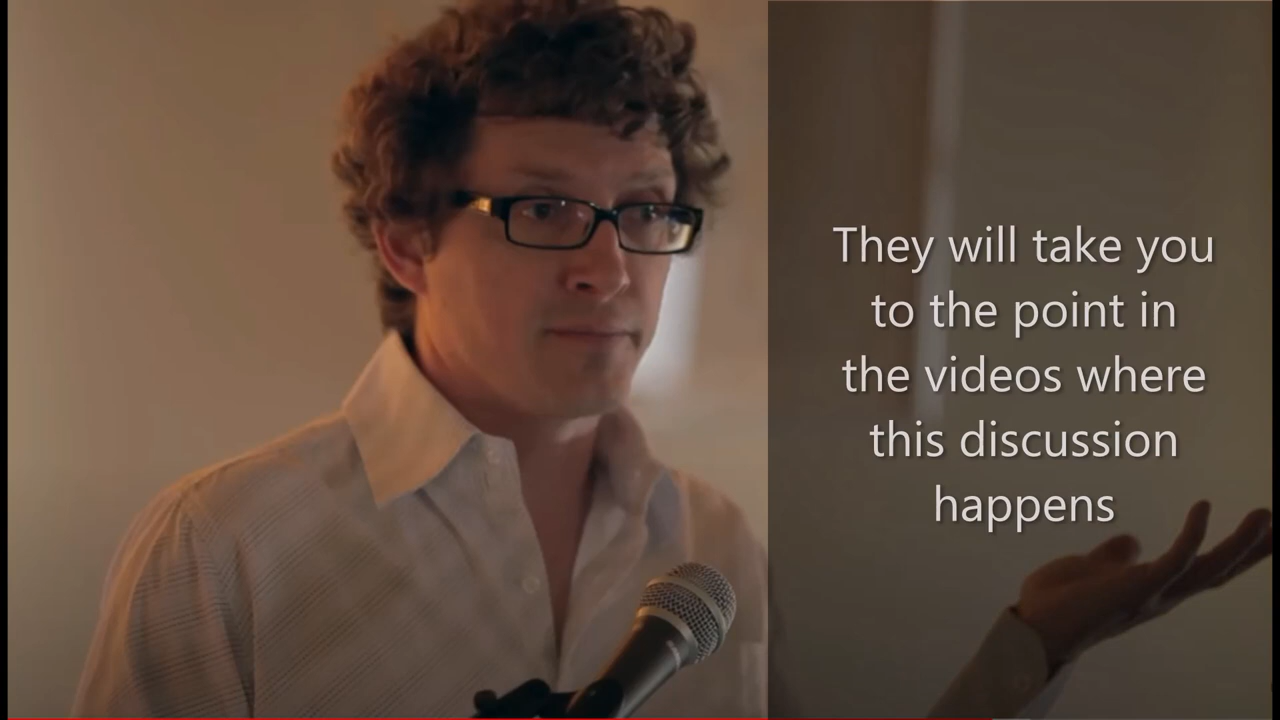 They will take you
to the point in
the videos where
this discussion
happens